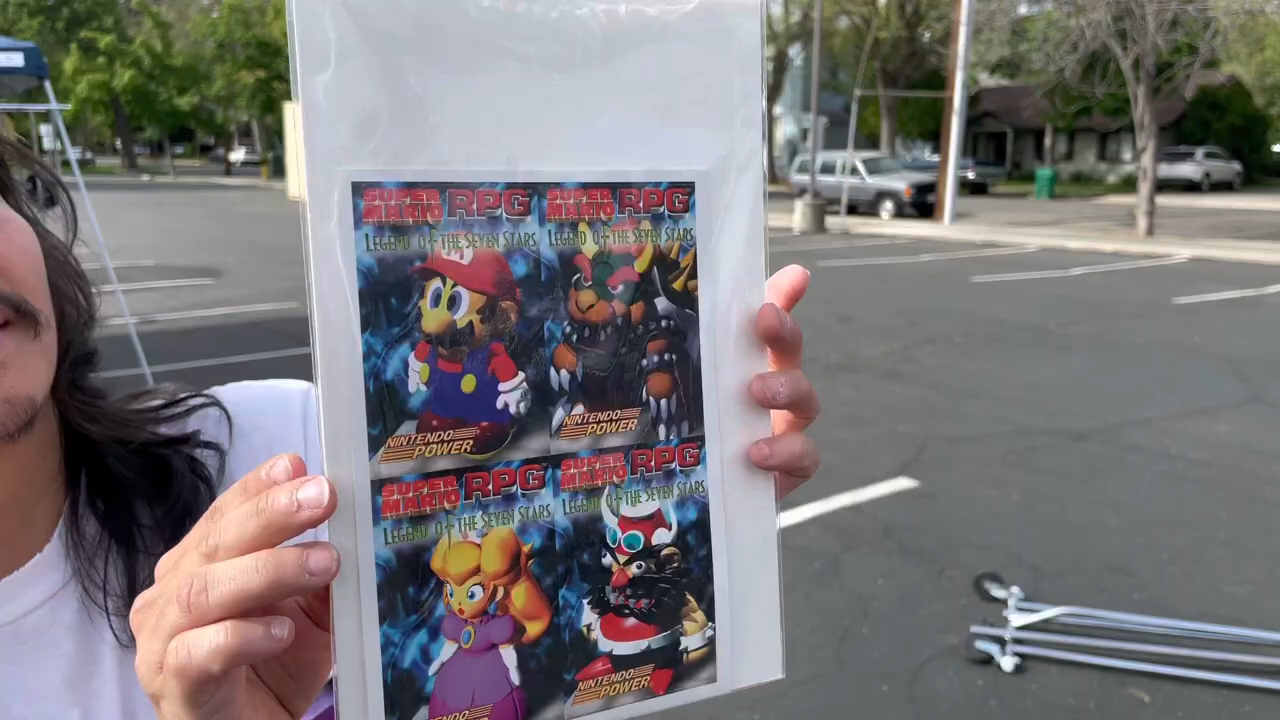 SUPER MARIO RPG
LEGEND OF THE SEVEN STARS
NINTENDO POWER
SUPER MARIO RPG
LEGEND OF THE SEVEN STARS
NINTENDO POWER
SUPER MARIO RPG
LEGEND OF THE SEVEN STARS
NINTENDO
SUPER MARIO RPG
LEGEND OF THE SEVEN STARS
NINTENDO POWER